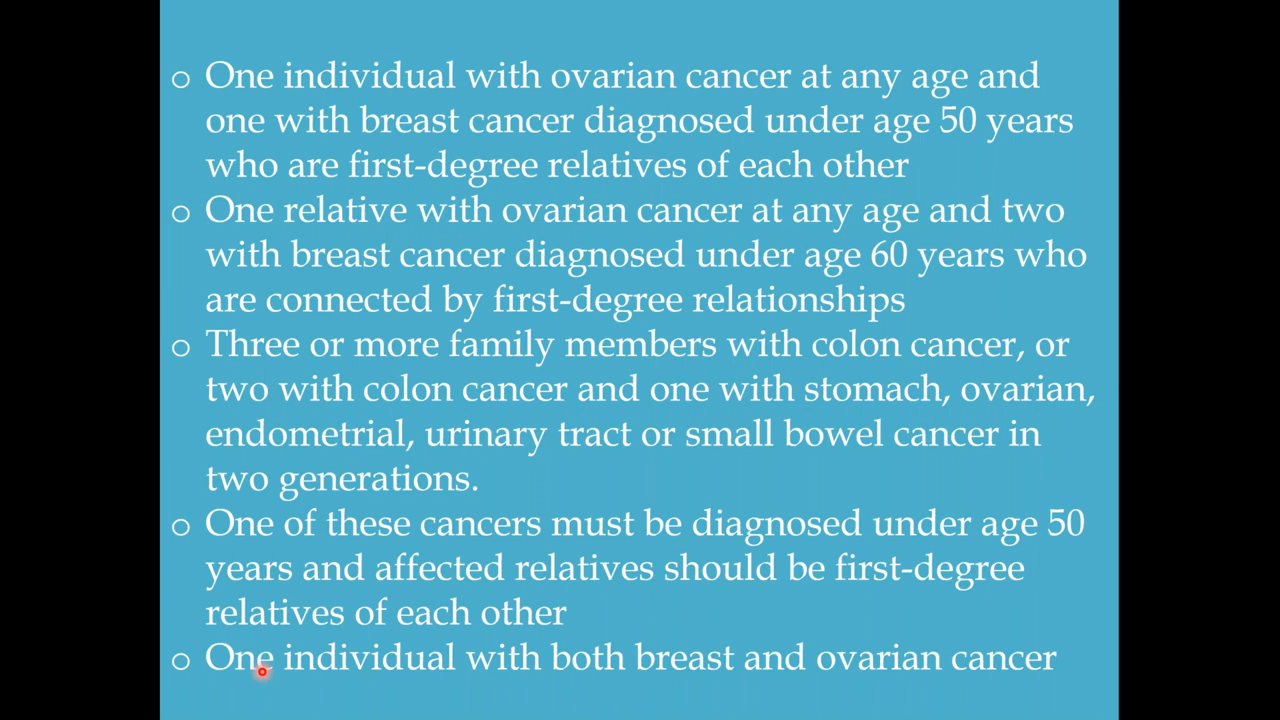 o One individual with ovarian cancer at any age and
one with breast cancer diagnosed under age 50 years
who are first-degree relatives of each other
o One relative with ovarian cancer at any age and two
with breast cancer diagnosed under age 60 years who
are connected by first-degree relationships
o Three or more family members with colon cancer, or
two with colon cancer and one with stomach, ovarian,
endometrial, urinary tract or small bowel cancer in
two generations.
o One of these cancers must be diagnosed under age 50
years and affected relatives should be first-degree
relatives of each other
o One individual with both breast and ovarian cancer